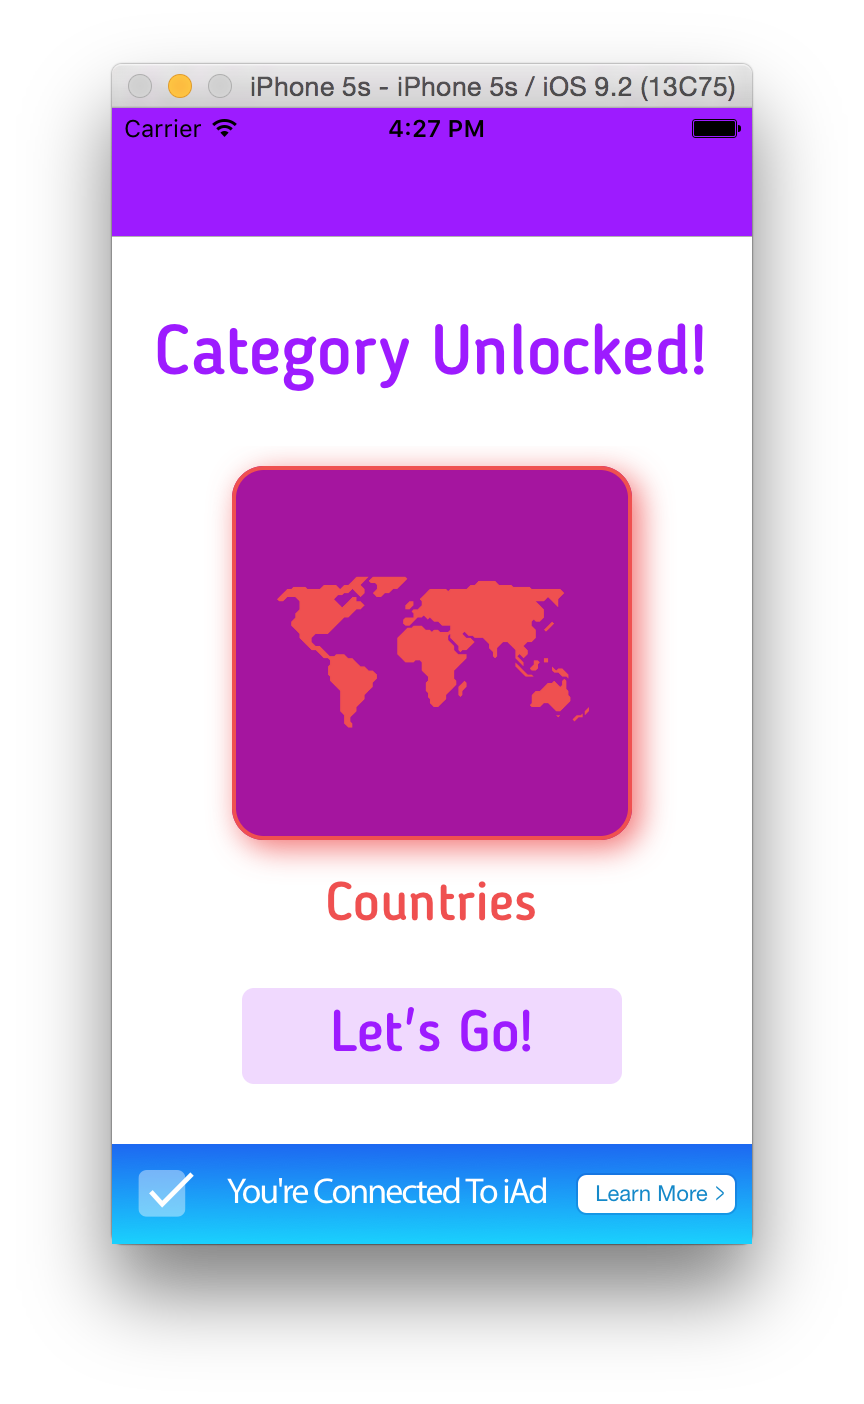 iPhone 5s - iPhone 5s / iOS 9.2 (13C75)
Carrier 4:27 PM
Category Unlocked!
Countries
Let's Go!
You're Connected To iAd Learn More >